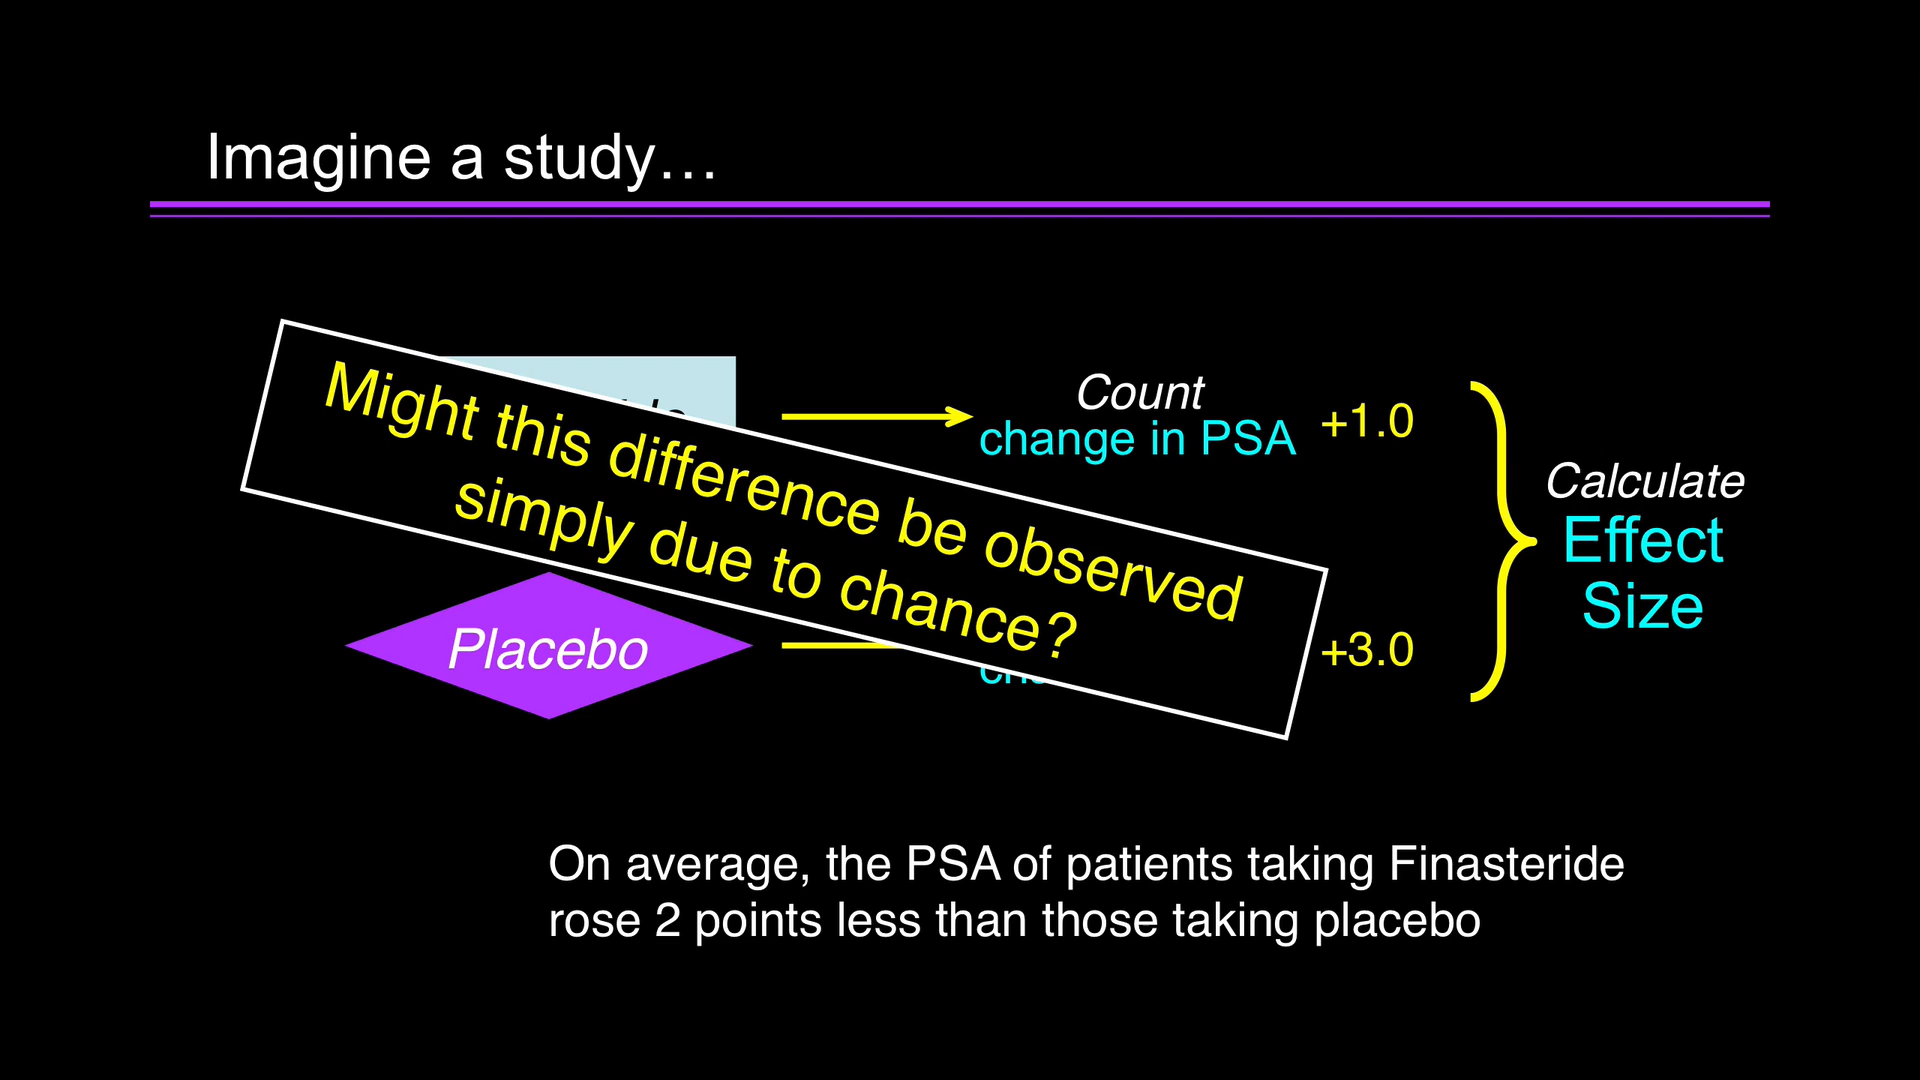 Imagine a study…
Might this difference be observed
simply due to chance?
Count
change in PSA
+1.0
Placebo
+3.0
Calculate
Effect
Size
On average, the PSA of patients taking Finasteride
rose 2 points less than those taking placebo